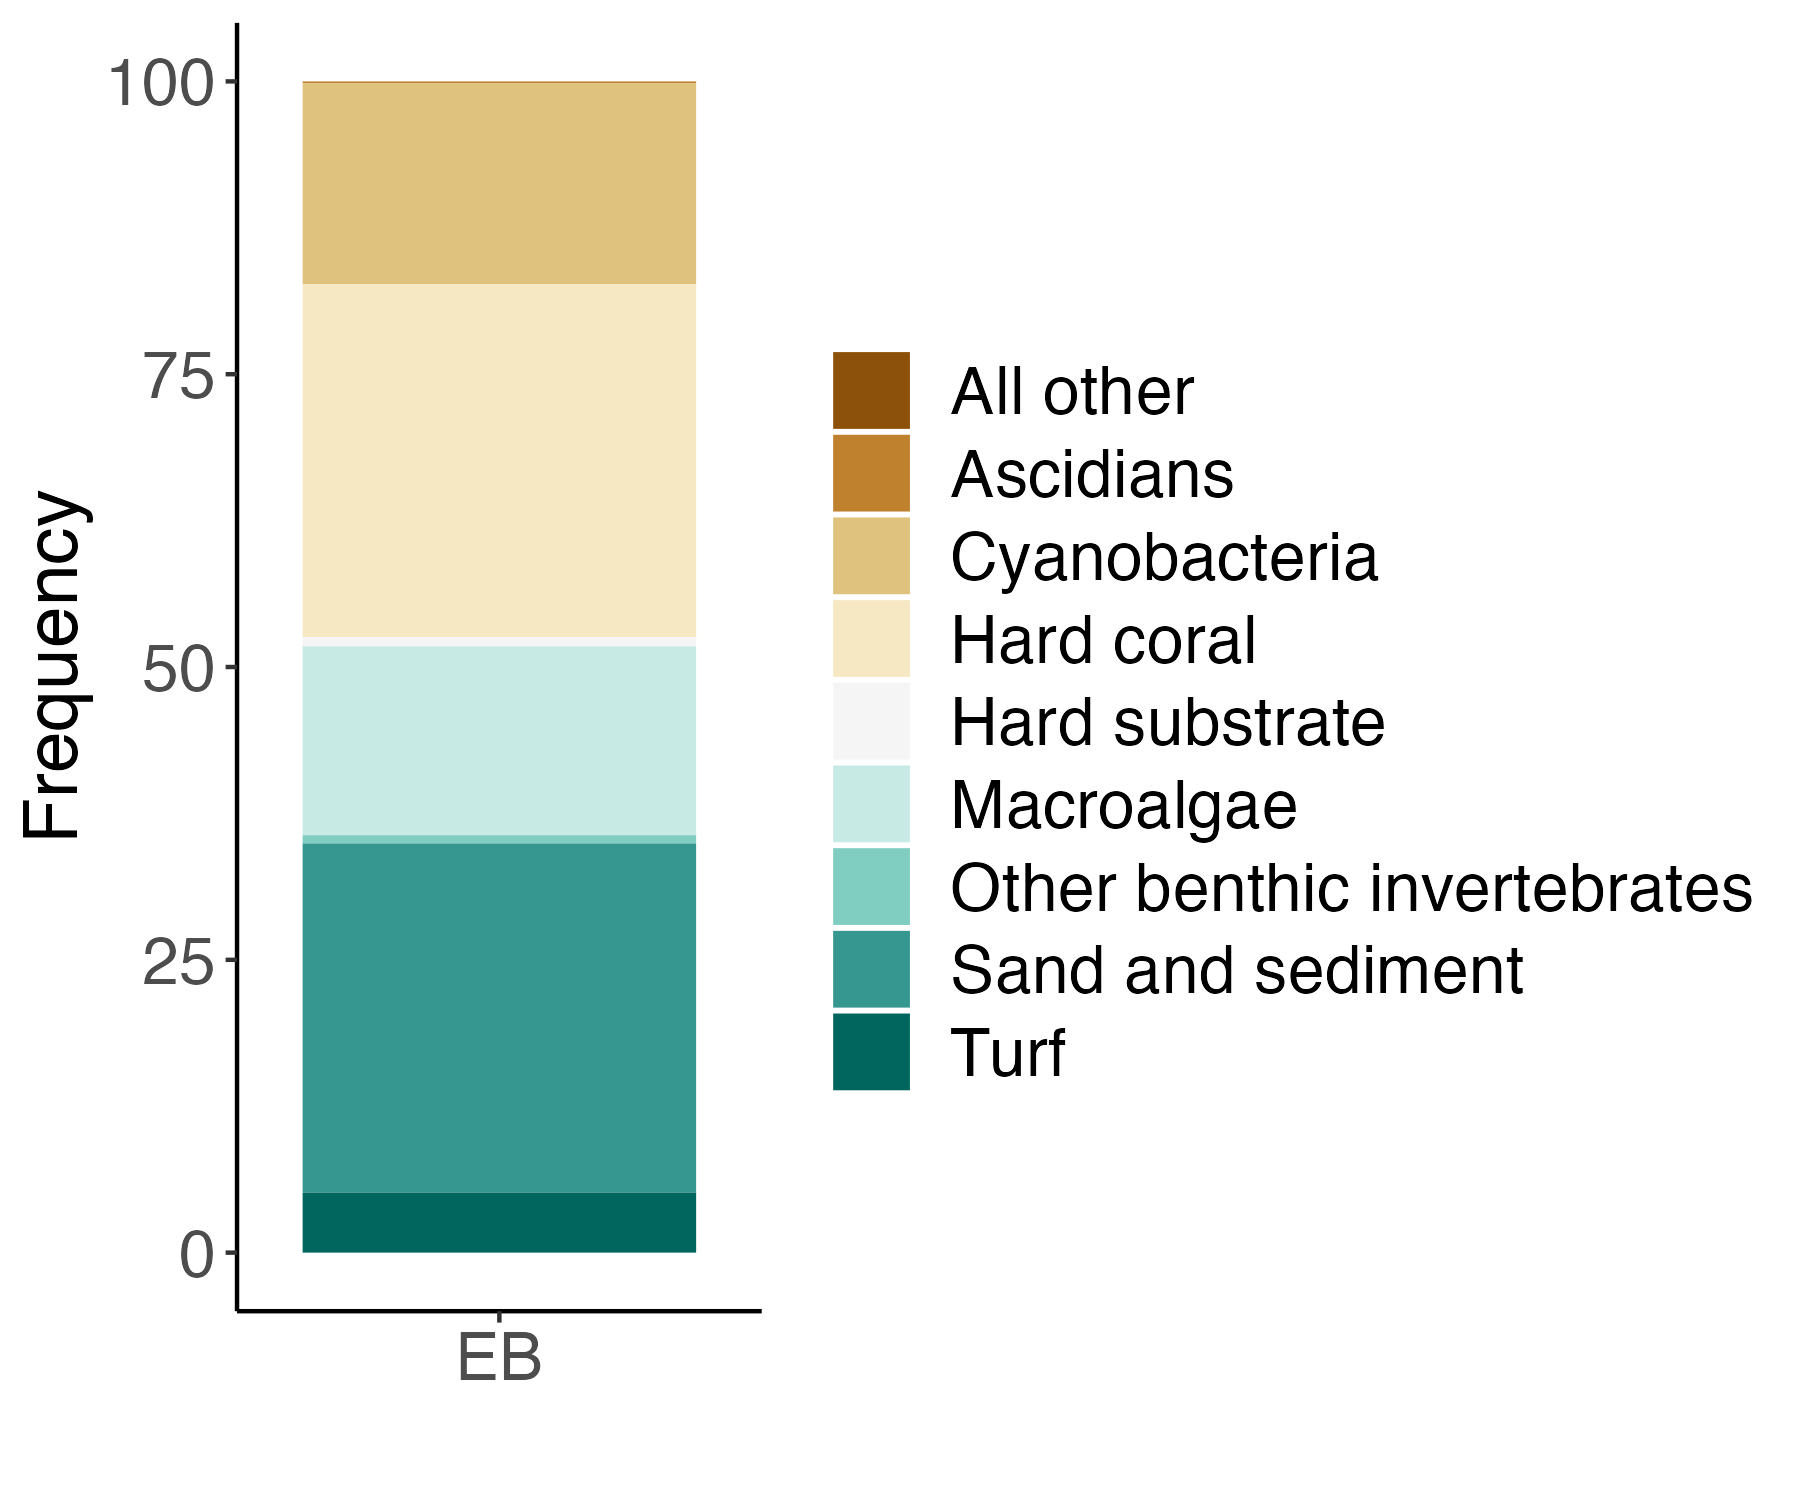 100
75
50
25
0
Frequency
EB
All other
Ascidians
Cyanobacteria
Hard coral
Hard substrate
Macroalgae
Other benthic invertebrates
Sand and sediment
Turf